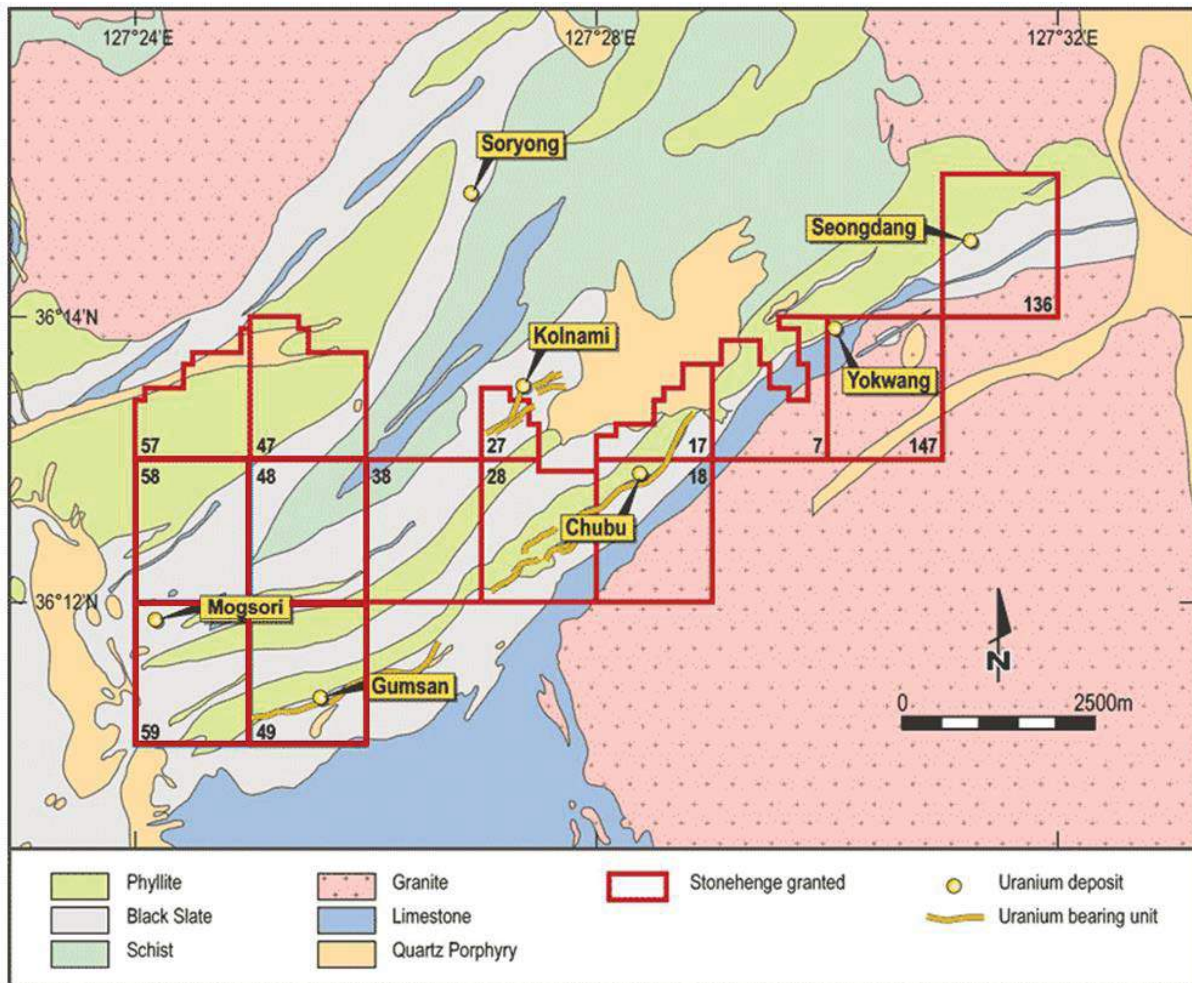 127°24'E
127°28'E
127°32'E
Soryong
Seongdang
136
36°14'N
Kolnami
Yokwang
57
47
27
17
7
147
58
48
38
28
18
Chubu
36°12'N
Mogsori
Gumsan
N
0
2500m
59
49
Phyllite
Granite
Stonehenge granted
Uranium deposit
Black Slate
Limestone
Uranium bearing unit
Schist
Quartz Porphyry